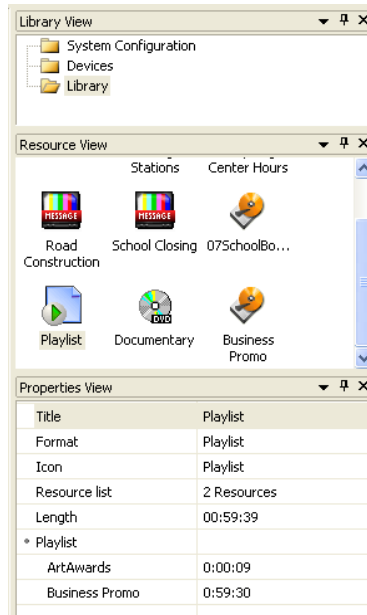 Library View
System Configuration
Devices
Library
Resource View
Stations
Center Hours
MESSAGE
MESSAGE
Road Construction
School Closing
07SchoolBo...
DVD
Playlist
Documentary
Business Promo
Properties View
Title Playlist
Format Playlist
Icon Playlist
Resource list 2 Resources
Length 00:59:39
Playlist
ArtAwards 0:00:09
Business Promo 0:59:30